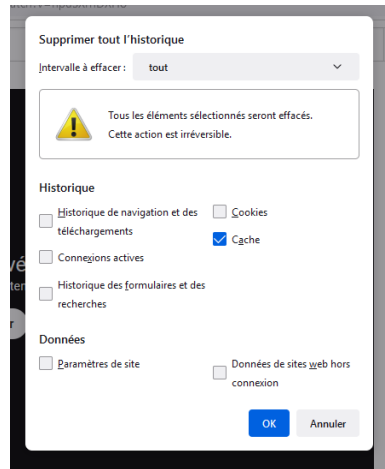 Supprimer tout l'historique
Intervalle à effacer : tout
Tous les éléments sélectionnés seront effacés.
Cette action est irréversible.
Historique
Historique de navigation et des
téléchargements
Cookies
Cache
Connexions actives
Historique des formulaires et des
recherches
Données
Paramètres de site
Données de sites web hors
connexion
OK Annuler